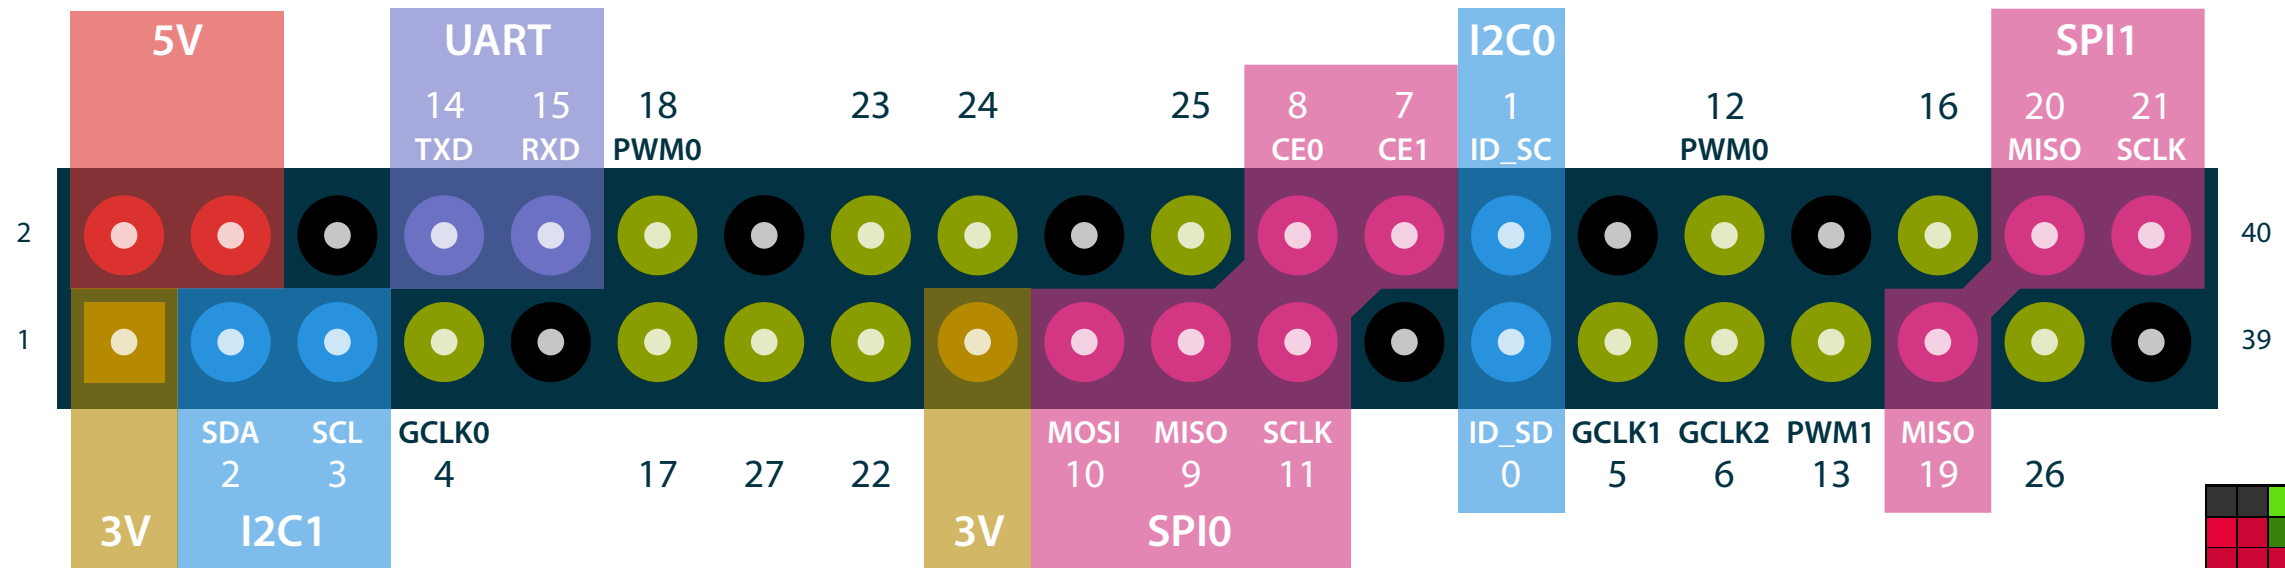 5V UART I2C0 SPI1
14 15 18 23 24 25 8 7 1 12 16 20 21
TXD RXD PWM0 CE0 CE1 ID_SC PWM0 MISO SCLK
2 40
1 39
SDA SCL GCLK0 MOSI MISO SCLK ID_SD GCLK1 GCLK2 PWM1 MISO
2 3 4 17 27 22 10 9 11 0 5 6 13 19 26
3V I2C1 3V SPI0